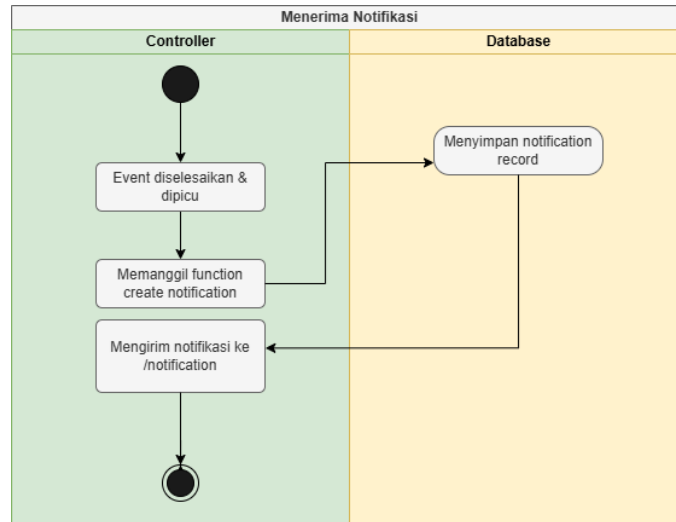 Menerima Notifikasi
Controller
Database
Menyimpan notification
record
Event diselesaikan &
dipicu
Memanggil function
create notification
Mengirim notifikasi ke
/notification